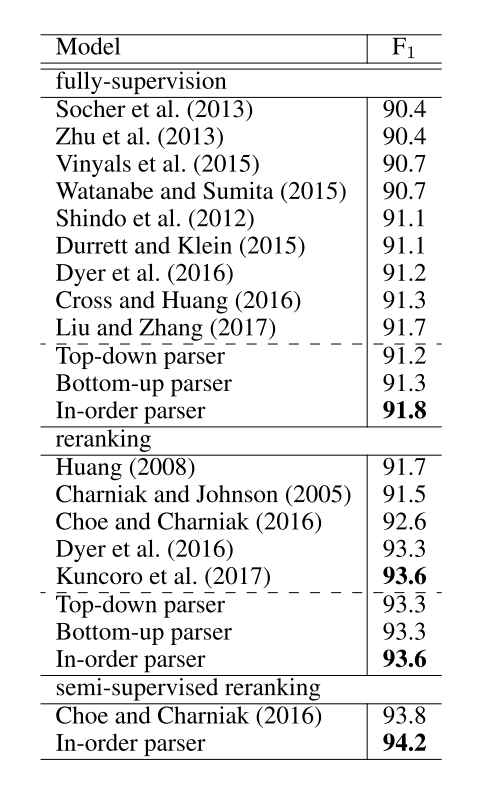 Model F1
fully-supervision
Socher et al. (2013) 90.4
Zhu et al. (2013) 90.4
Vinyals et al. (2015) 90.7
Watanabe and Sumita (2015) 90.7
Shindo et al. (2012) 91.1
Durrett and Klein (2015) 91.1
Dyer et al. (2016) 91.2
Cross and Huang (2016) 91.3
Liu and Zhang (2017) 91.7
Top-down parser 91.2
Bottom-up parser 91.3
In-order parser 91.8
reranking
Huang (2008) 91.7
Charniak and Johnson (2005) 91.5
Choe and Charniak (2016) 92.6
Dyer et al. (2016) 93.3
Kuncoro et al. (2017) 93.6
Top-down parser 93.3
Bottom-up parser 93.3
In-order parser 93.6
semi-supervised reranking
Choe and Charniak (2016) 93.8
In-order parser 94.2